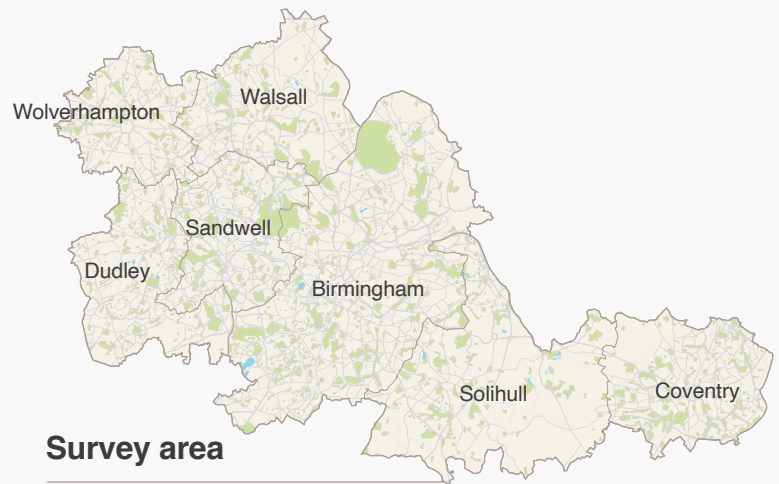 Walsall
Wolverhampton
Sandwell
Dudley
Birmingham
Solihull
Coventry
Survey area